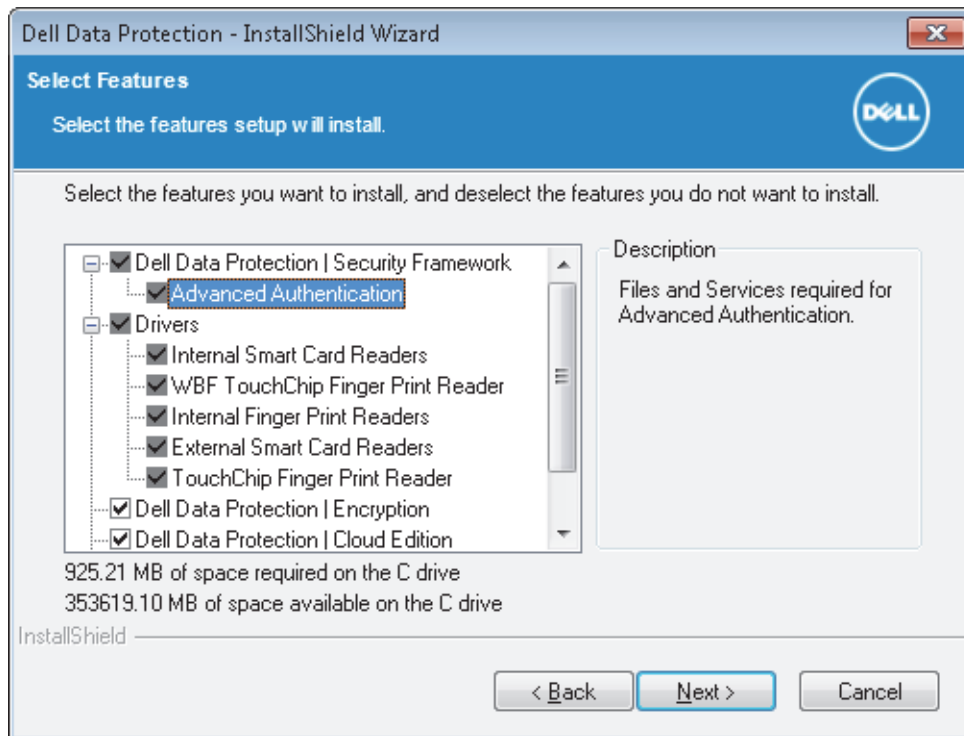 Dell Data Protection - InstallShield Wizard
Select Features
Select the features setup will install.
DELL
Select the features you want to install, and deselect the features you do not want to install.
Dell Data Protection | Security Framework
Advanced Authentication
Drivers
Internal Smart Card Readers
WBF TouchChip Finger Print Reader
Internal Finger Print Readers
External Smart Card Readers
TouchChip Finger Print Reader
Dell Data Protection | Encryption
Dell Data Protection | Cloud Edition
Description
Files and Services required for
Advanced Authentication.
925.21 MB of space required on the C drive
353619.10 MB of space available on the C drive
InstallShield
< Back
Next >
Cancel